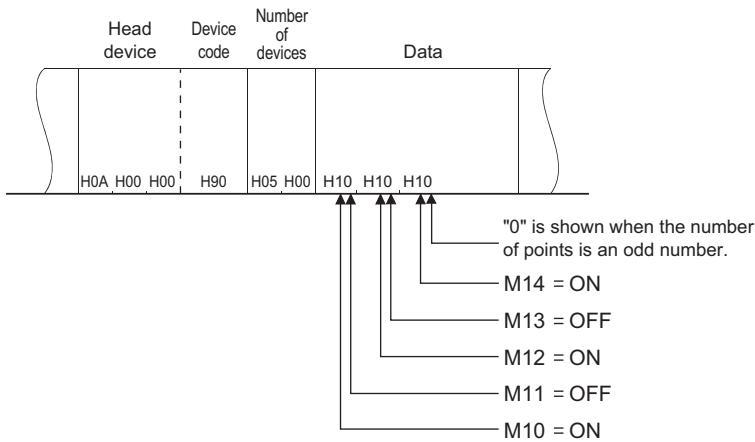 Head
device
Device
code
Number
of
devices
Data
H0A H00 H00 H90 H05 H00 H10 H10 H10
"0" is shown when the number
of points is an odd number.
M14 = ON
M13 = OFF
M12 = ON
M11 = OFF
M10 = ON